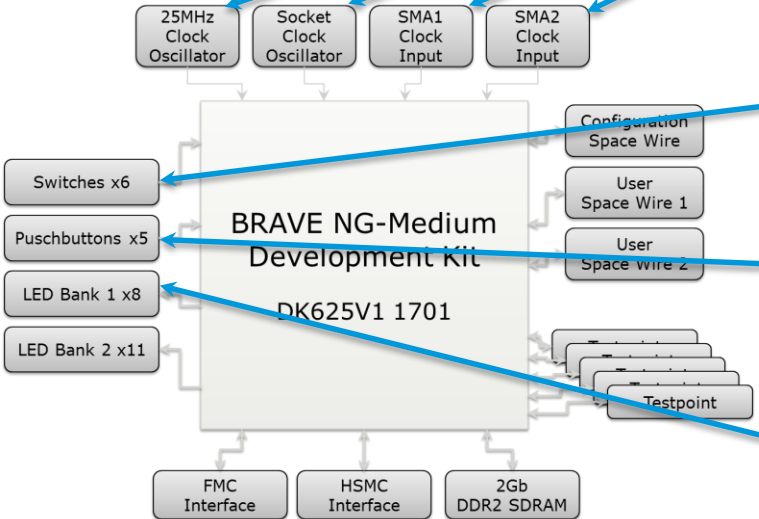 25MHz
Clock
Oscillator
Socket
Clock
Oscillator
SMA1
Clock
Input
SMA2
Clock
Input
Configuration
Space Wire
Switches x6
User
Space Wire 1
Puschbuttons x5
BRAVE NG-Medium
Development Kit
User
Space Wire 2
LED Bank 1 x8
DK625V1 1701
LED Bank 2 x11
Testpoint
FMC
Interface
HSMC
Interface
2Gb
DDR2 SDRAM